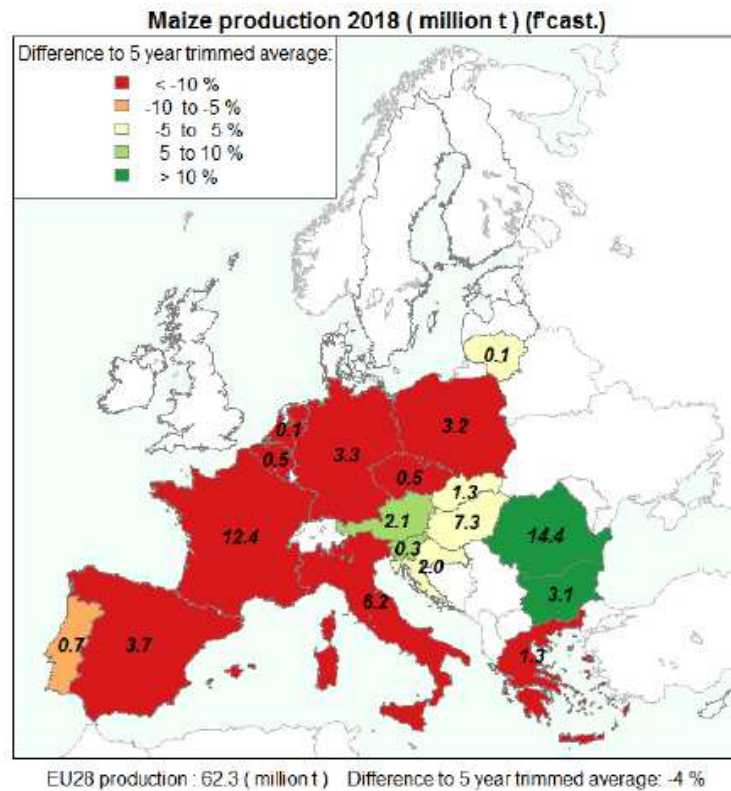 Maize production 2018 ( million t ) (f'cast.)
Difference to 5 year trimmed average:
< -10 %
-10 to -5 %
-5 to 5 %
5 to 10 %
> 10 %
0.1
0.1
3.2
3.3
0.5
0.5
1.3
2.1
7.3
12.4
14.4
0.3
2.0
6.2
3.1
0.7
3.7
1.3
EU28 production : 62.3 ( million t ) Difference to 5 year trimmed average: -4 %